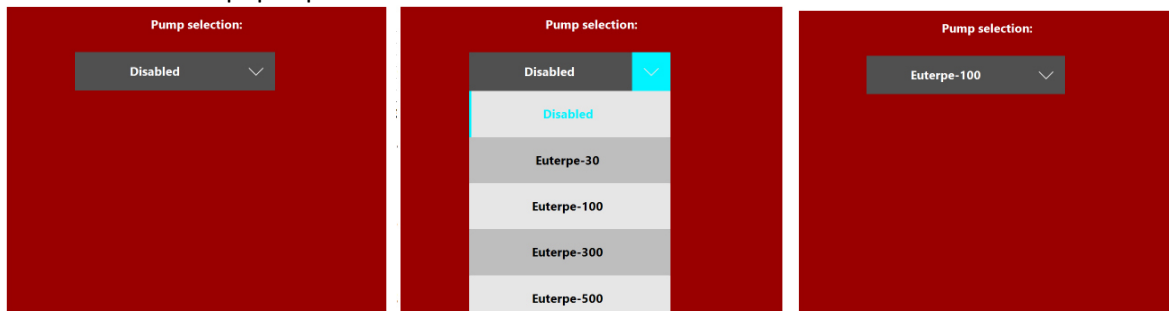 Pump selection:
Disabled
Pump selection:
Disabled
Disabled
Euterpe-30
Euterpe-100
Euterpe-300
Euterpe-500
Pump selection:
Euterpe-100